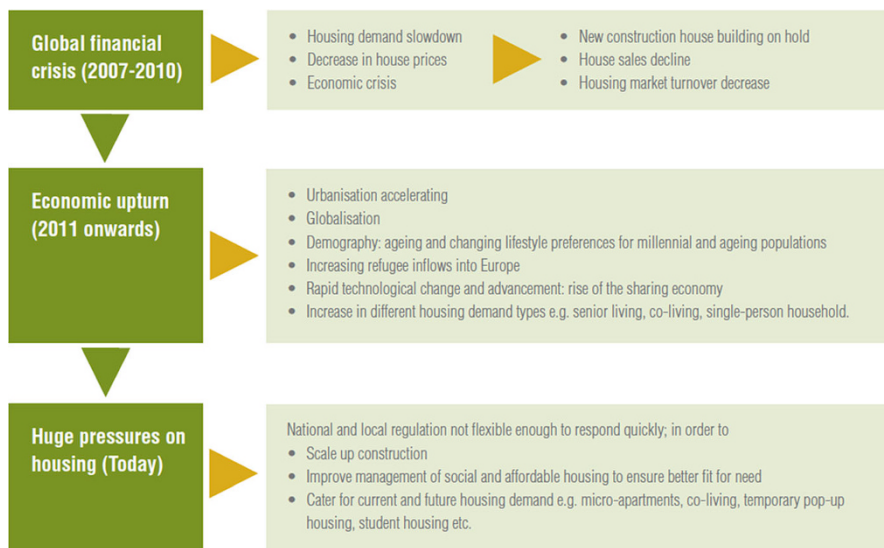 Global financial
crisis (2007-2010)
• Housing demand slowdown
• Decrease in house prices
• Economic crisis
• New construction house building on hold
• House sales decline
• Housing market turnover decrease
Economic upturn
(2011 onwards)
• Urbanisation accelerating
• Globalisation
• Demography: ageing and changing lifestyle preferences for millennial and ageing populations
• Increasing refugee inflows into Europe
• Rapid technological change and advancement: rise of the sharing economy
• Increase in different housing demand types e.g. senior living, co-living, single-person household.
Huge pressures on
housing (Today)
National and local regulation not flexible enough to respond quickly; in order to
• Scale up construction
• Improve management of social and affordable housing to ensure better fit for need
• Cater for current and future housing demand e.g. micro-apartments, co-living, temporary pop-up
housing, student housing etc.